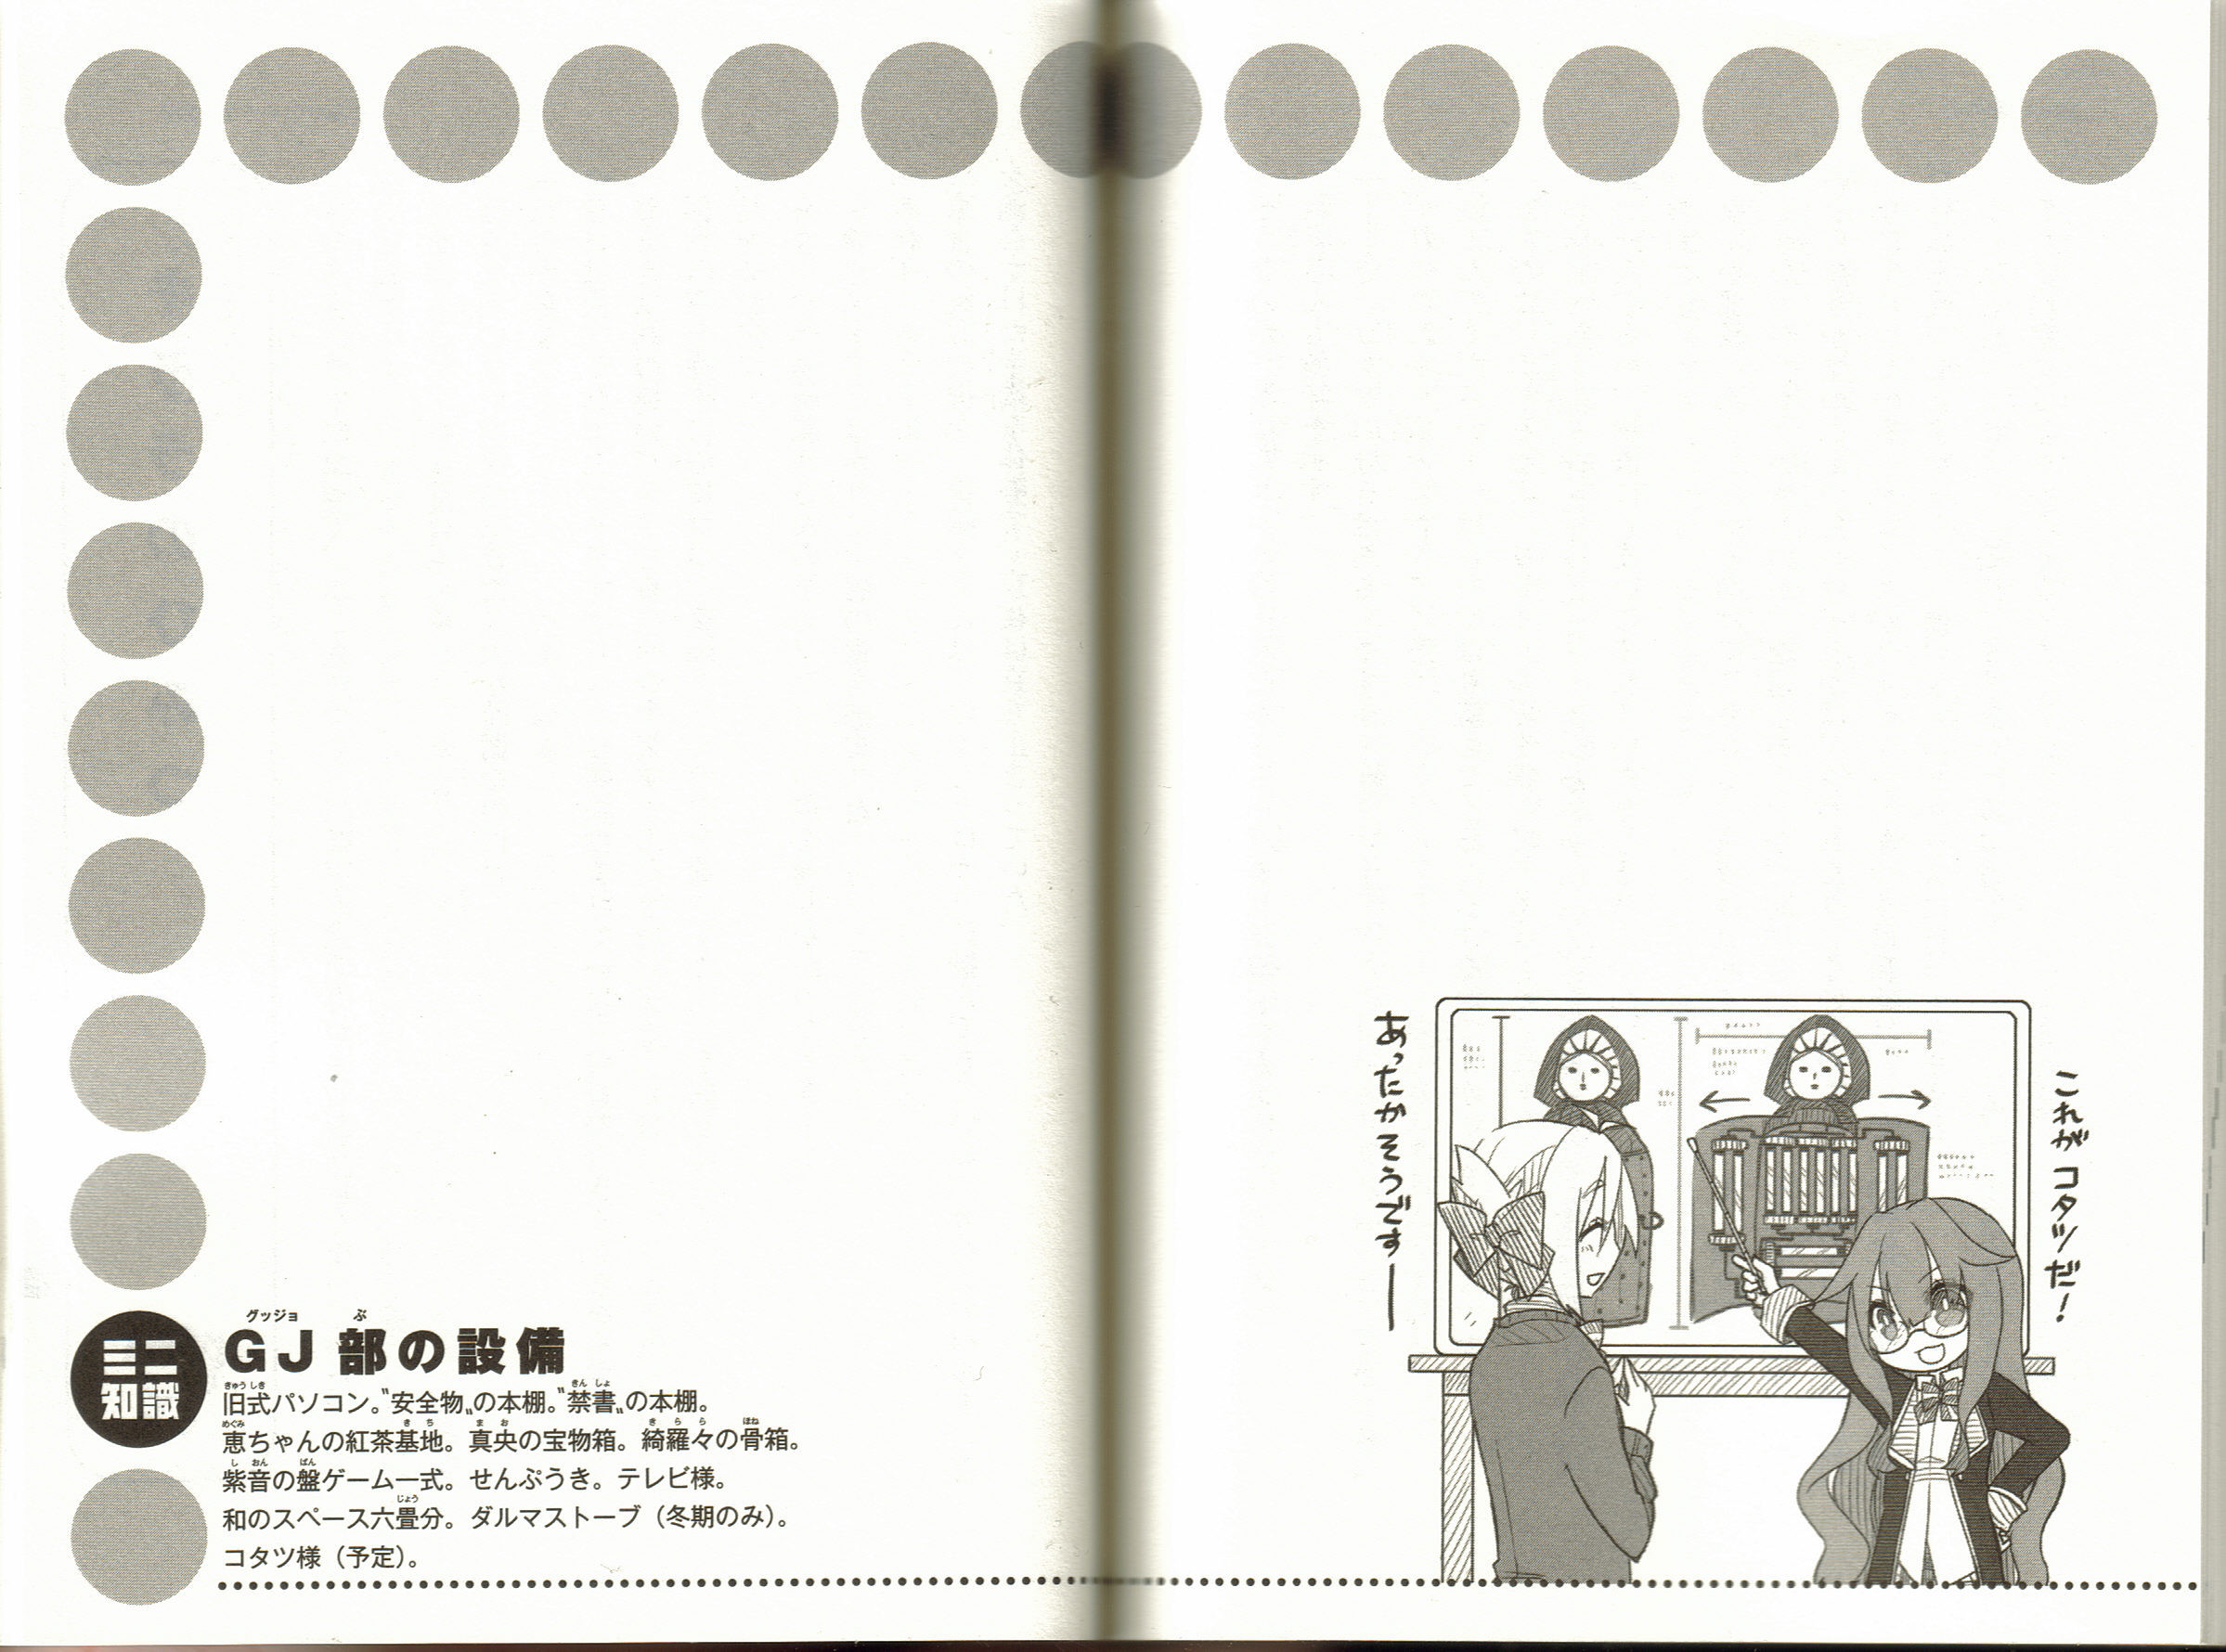 これがコタツだ!
あったかそうです──
ミニ
知識
GJ部の設備
旧式パソコン。〝安全物〟の本棚。〝禁書〟の本棚。
恵ちゃんの紅茶基地。真央の宝物箱。綺羅々の骨箱。
紫音の盤ゲーム一式。せんぷうき。テレビ様。
和のスペース六畳分。ダルマストーブ（冬期のみ）。
コタツ様（予定）。